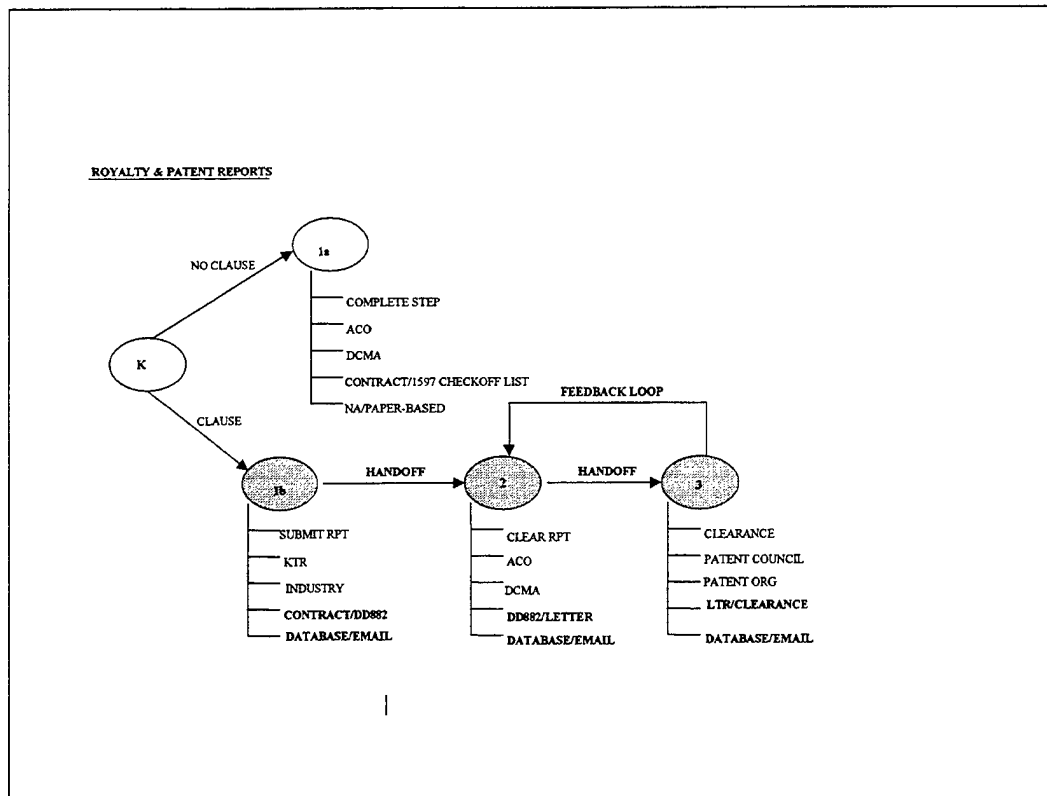 ROYALTY & PATENT REPORTS
1a
NO CLAUSE
COMPLETE STEP
ACO
DCMA
CONTRACT/1597 CHECKOFF LIST
NA/PAPER-BASED
K
CLAUSE
FEEDBACK LOOP
1b
HANDOFF
2
HANDOFF
3
SUBMIT RPT
KTR
INDUSTRY
CONTRACT/DD882
DATABASE/EMAIL
CLEAR RPT
ACO
DCMA
DD882/LETTER
DATABASE/EMAIL
CLEARANCE
PATENT COUNCIL
PATENT ORG
LTR/CLEARANCE
DATABASE/EMAIL